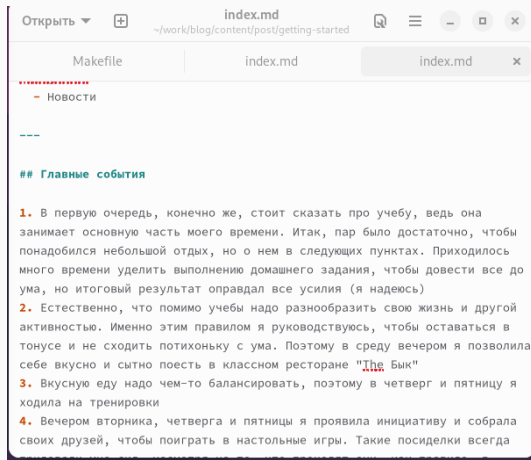 Открыть
index.md
~/work/blog/content/post/getting-started
Makefile
index.md
index.md
- Новости
---
## Главные события
1. В первую очередь, конечно же, стоит сказать про учебу, ведь она
занимает основную часть моего времени. Итак, пар было достаточно, чтобы
понадобился небольшой отдых, но о нем в следующих пунктах. Приходилось
много времени уделить выполнению домашнего задания, чтобы довести все до
ума, но итоговый результат оправдал все усилия (я надеюсь)
2. Естественно, что помимо учебы надо разнообразить свою жизнь и другой
активностью. Именно этим правилом я руководствуюсь, чтобы оставаться в
тонусе и не сходить потихоньку с ума. Поэтому в среду вечером я позволила
себе вкусно и сытно поесть в классном ресторане "The Бык"
3. Вкусную еду надо чем-то балансировать, поэтому в четверг и пятницу я
ходила на тренировки
4. Вечером вторника, четверга и пятницы я проявила инициативу и собрала
своих друзей, чтобы поиграть в настольные игры. Такие посиделки всегда